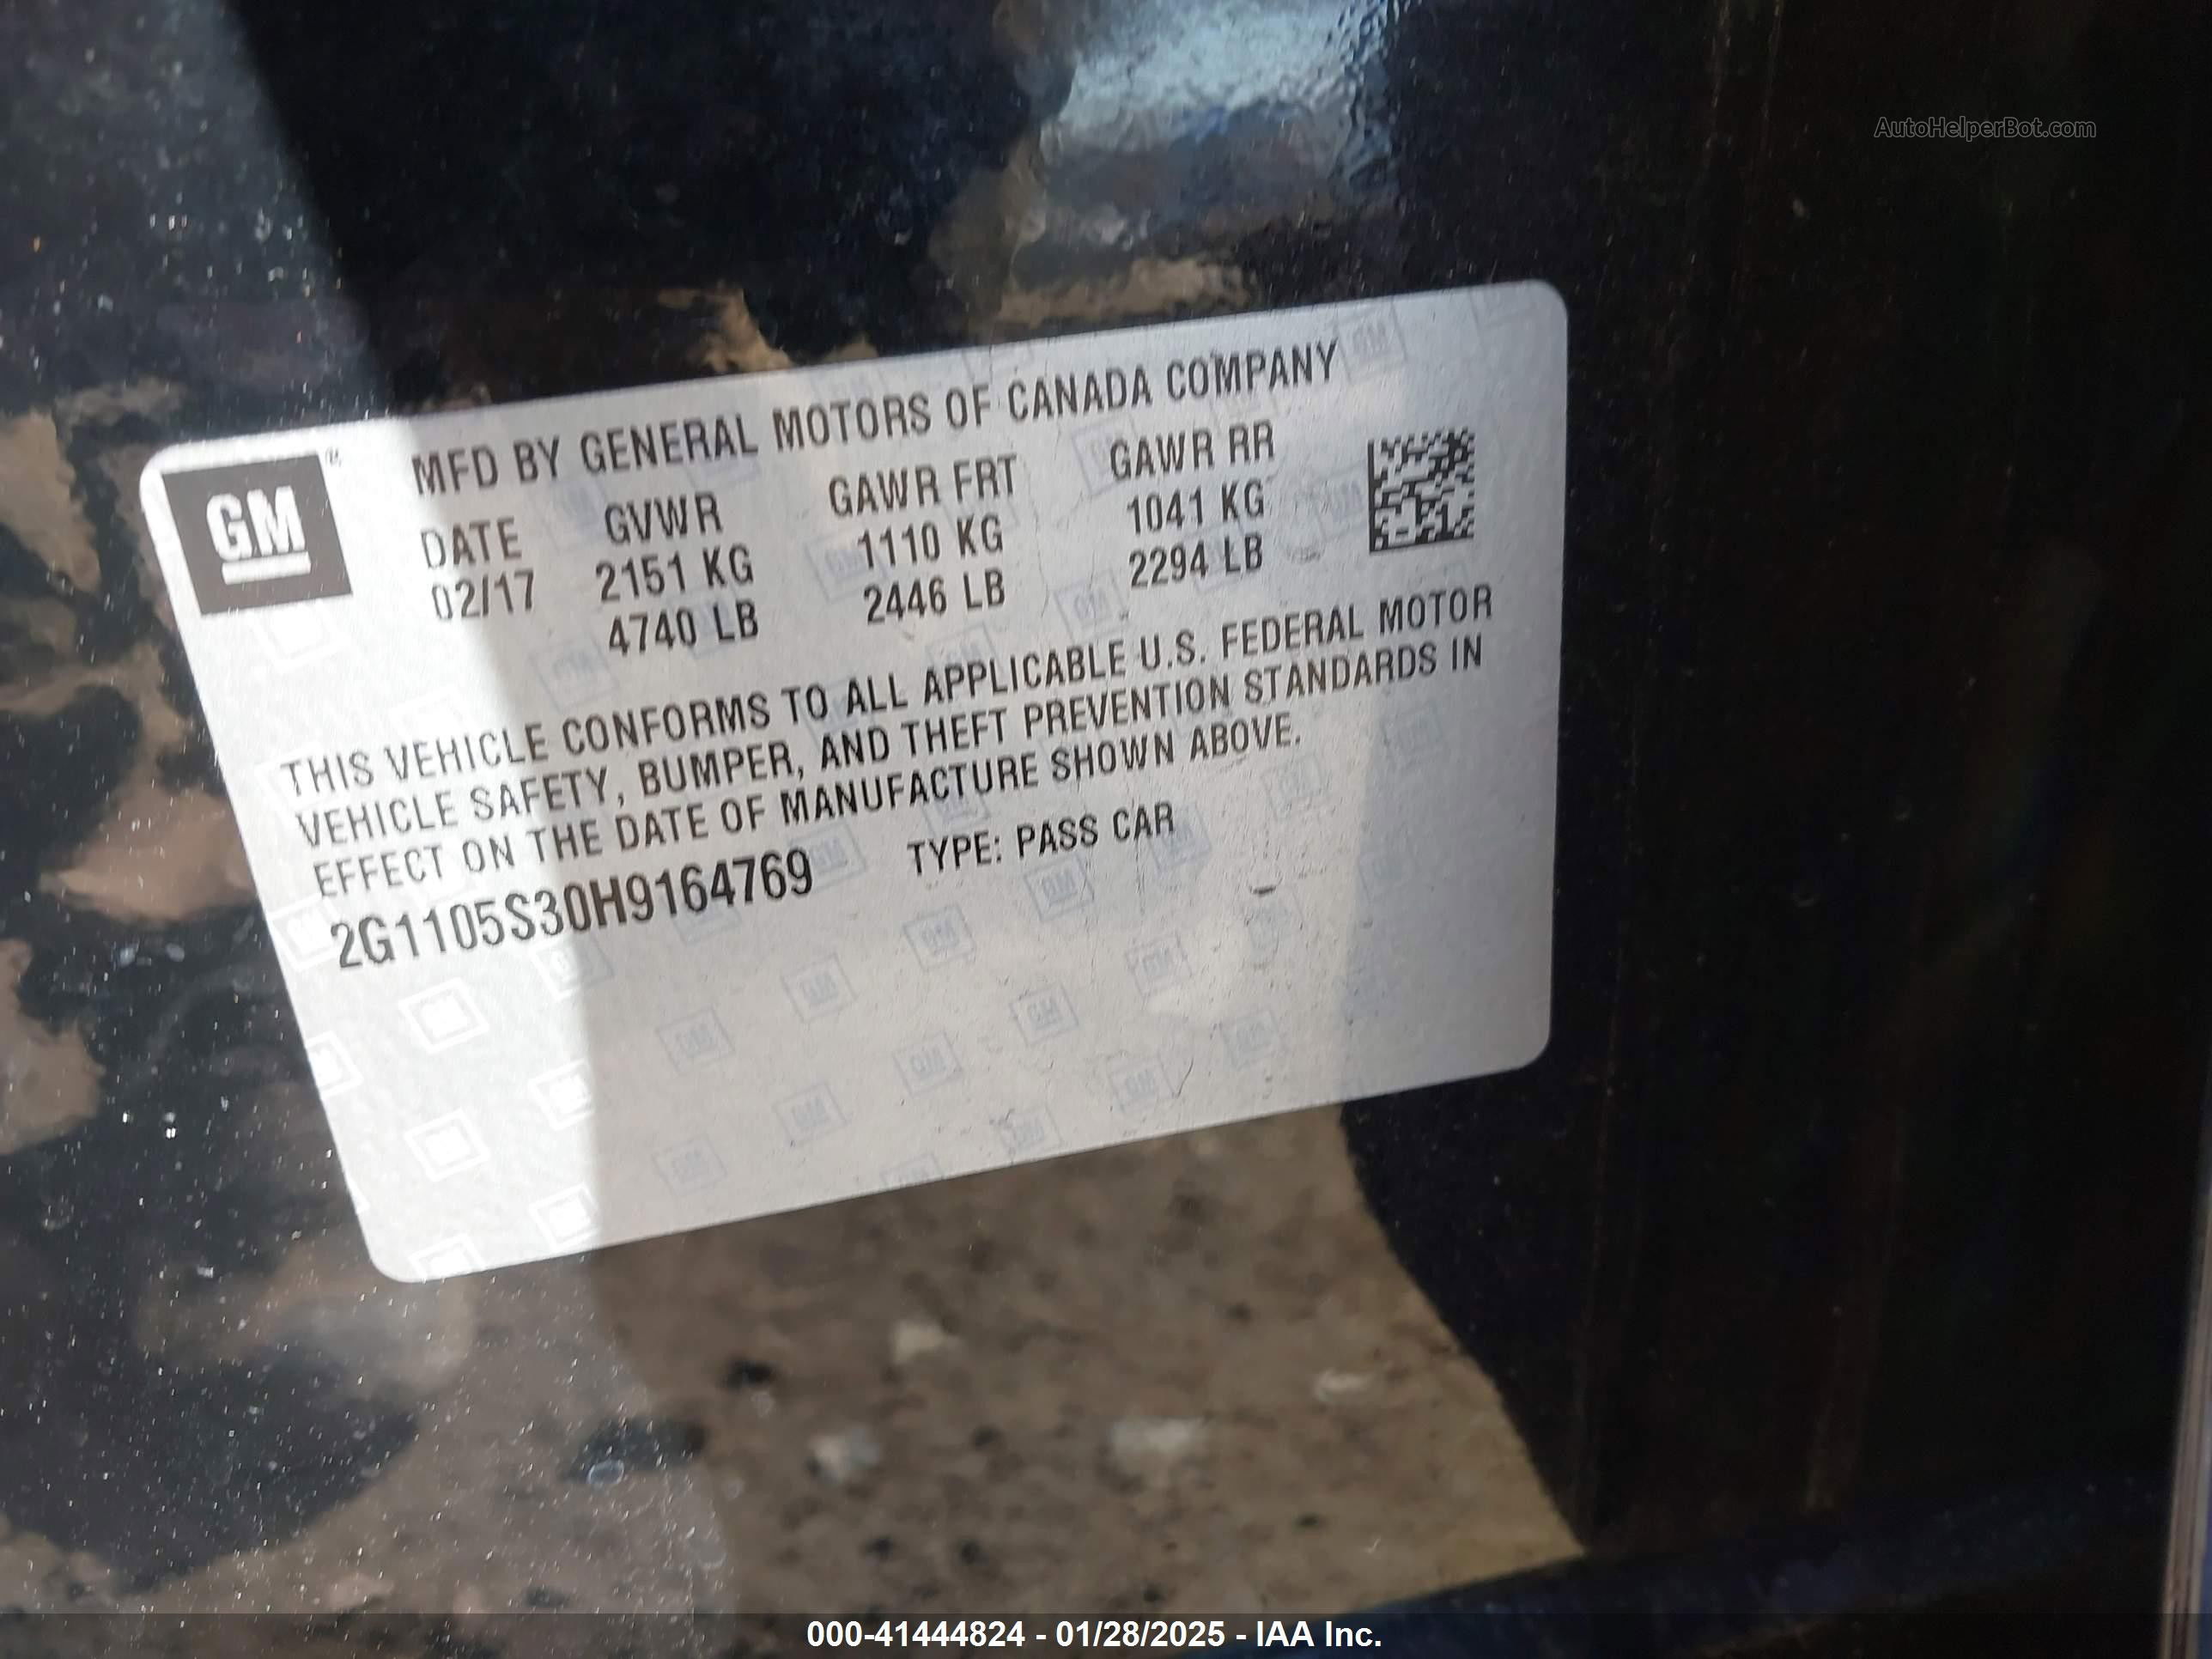 AutoHelperBot.com
GM ®
MFD BY GENERAL MOTORS OF CANADA COMPANY
DATE GVWR GAWR FRT GAWR RR
02/17 2151 KG 1110 KG 1041 KG
4740 LB 2446 LB 2294 LB
THIS VEHICLE CONFORMS TO ALL APPLICABLE U.S. FEDERAL MOTOR
VEHICLE SAFETY, BUMPER, AND THEFT PREVENTION STANDARDS IN
EFFECT ON THE DATE OF MANUFACTURE SHOWN ABOVE.
2G1105S30H9164769 TYPE: PASS CAR
000-41444824 - 01/28/2025 - IAA Inc.